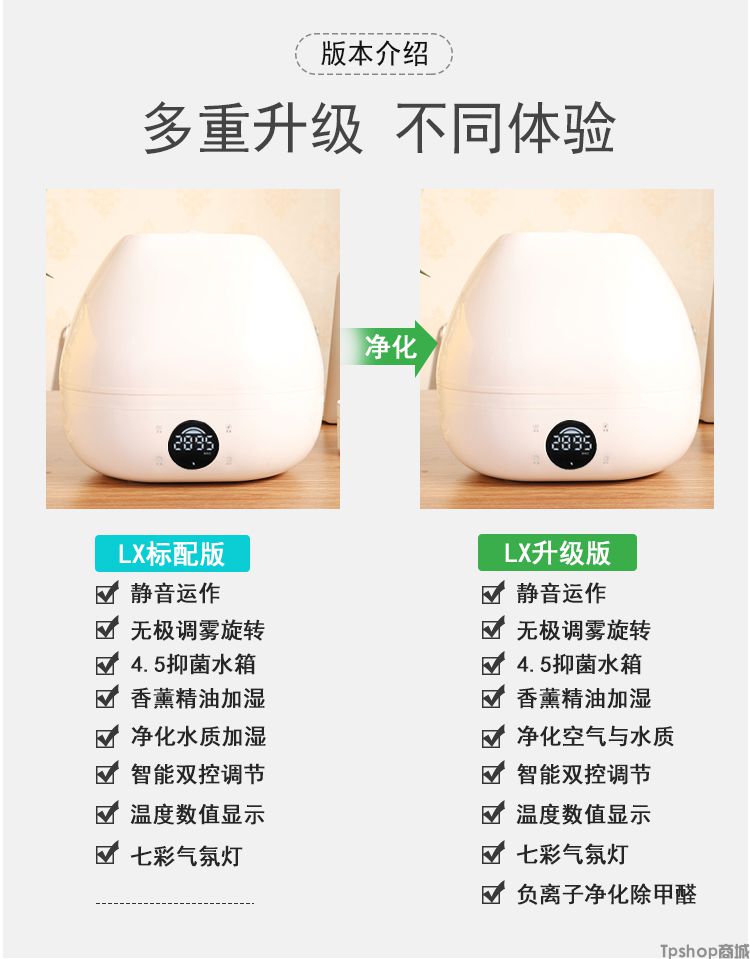 版本介绍
多重升级 不同体验
净化
2895
2895
LX标配版
静音运作
无极调雾旋转
4.5抑菌水箱
香薰精油加湿
净化水质加湿
智能双控调节
温度数值显示
七彩气氛灯
LX升级版
静音运作
无极调雾旋转
4.5抑菌水箱
香薰精油加湿
净化空气与水质
智能双控调节
温度数值显示
七彩气氛灯
负离子净化除甲醛
Tpshop商城